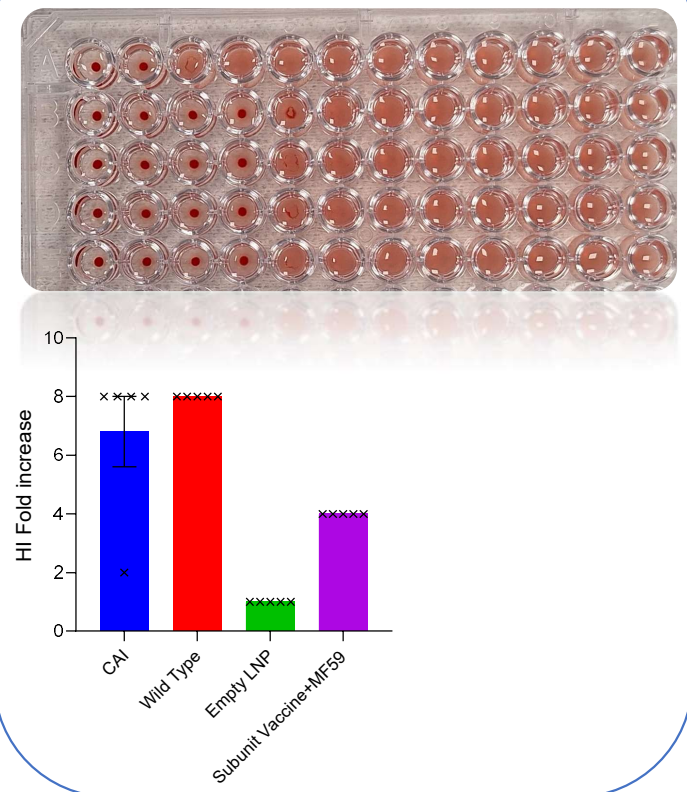 10
8
6
4
2
0
HI Fold increase
CAI
Wild Type
Empty LNP
Subunit Vaccine+MF59